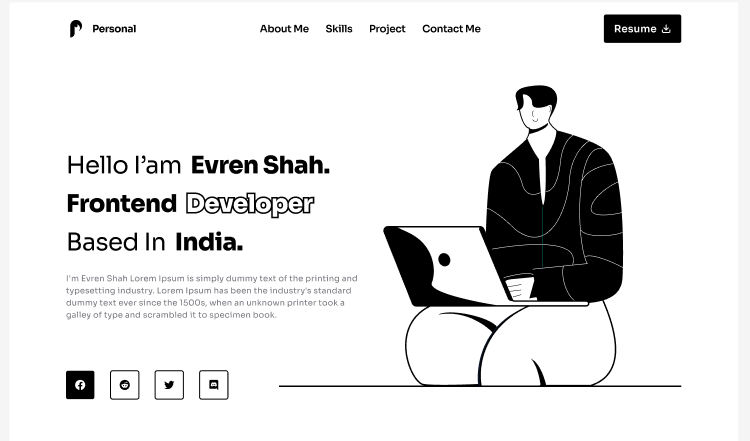 Personal
About Me Skills Project Contact Me
Resume
Hello I'am Evren Shah.
Frontend Developer
Based In India.
I'm Evren Shah Lorem Ipsum is simply dummy text of the printing and
typesetting industry. Lorem Ipsum has been the industry's standard
dummy text ever since the 1500s, when an unknown printer took a
galley of type and scrambled it to specimen book.